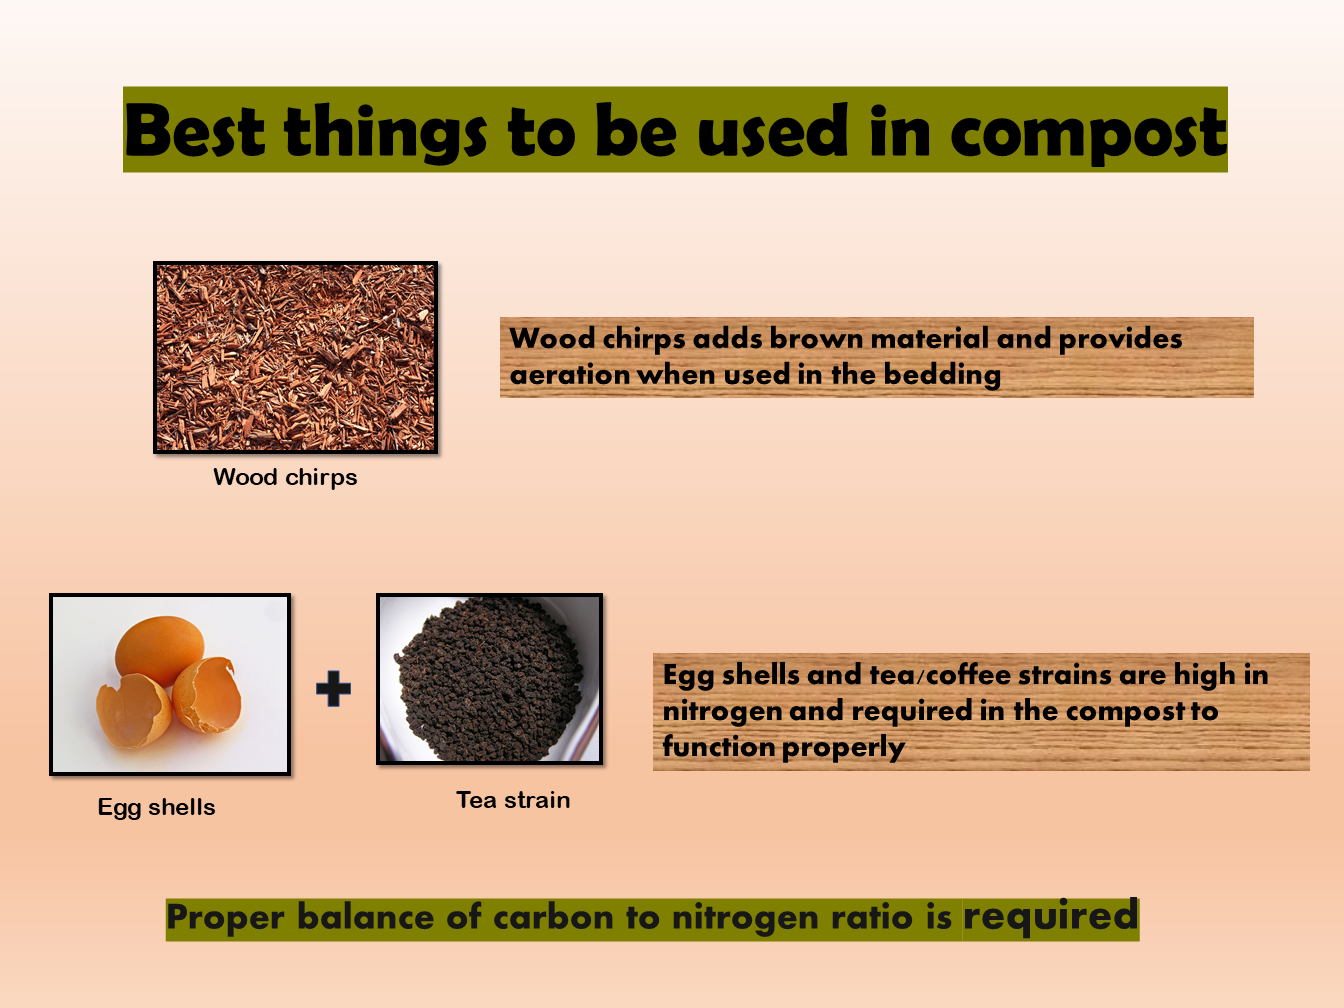 Best things to be used in compost
Wood chirps adds brown material and provides
aeration when used in the bedding
Wood chirps
Egg shells and tea/coffee strains are high in
nitrogen and required in the compost to
function properly
Egg shells
Tea strain
Proper balance of carbon to nitrogen ratio is required